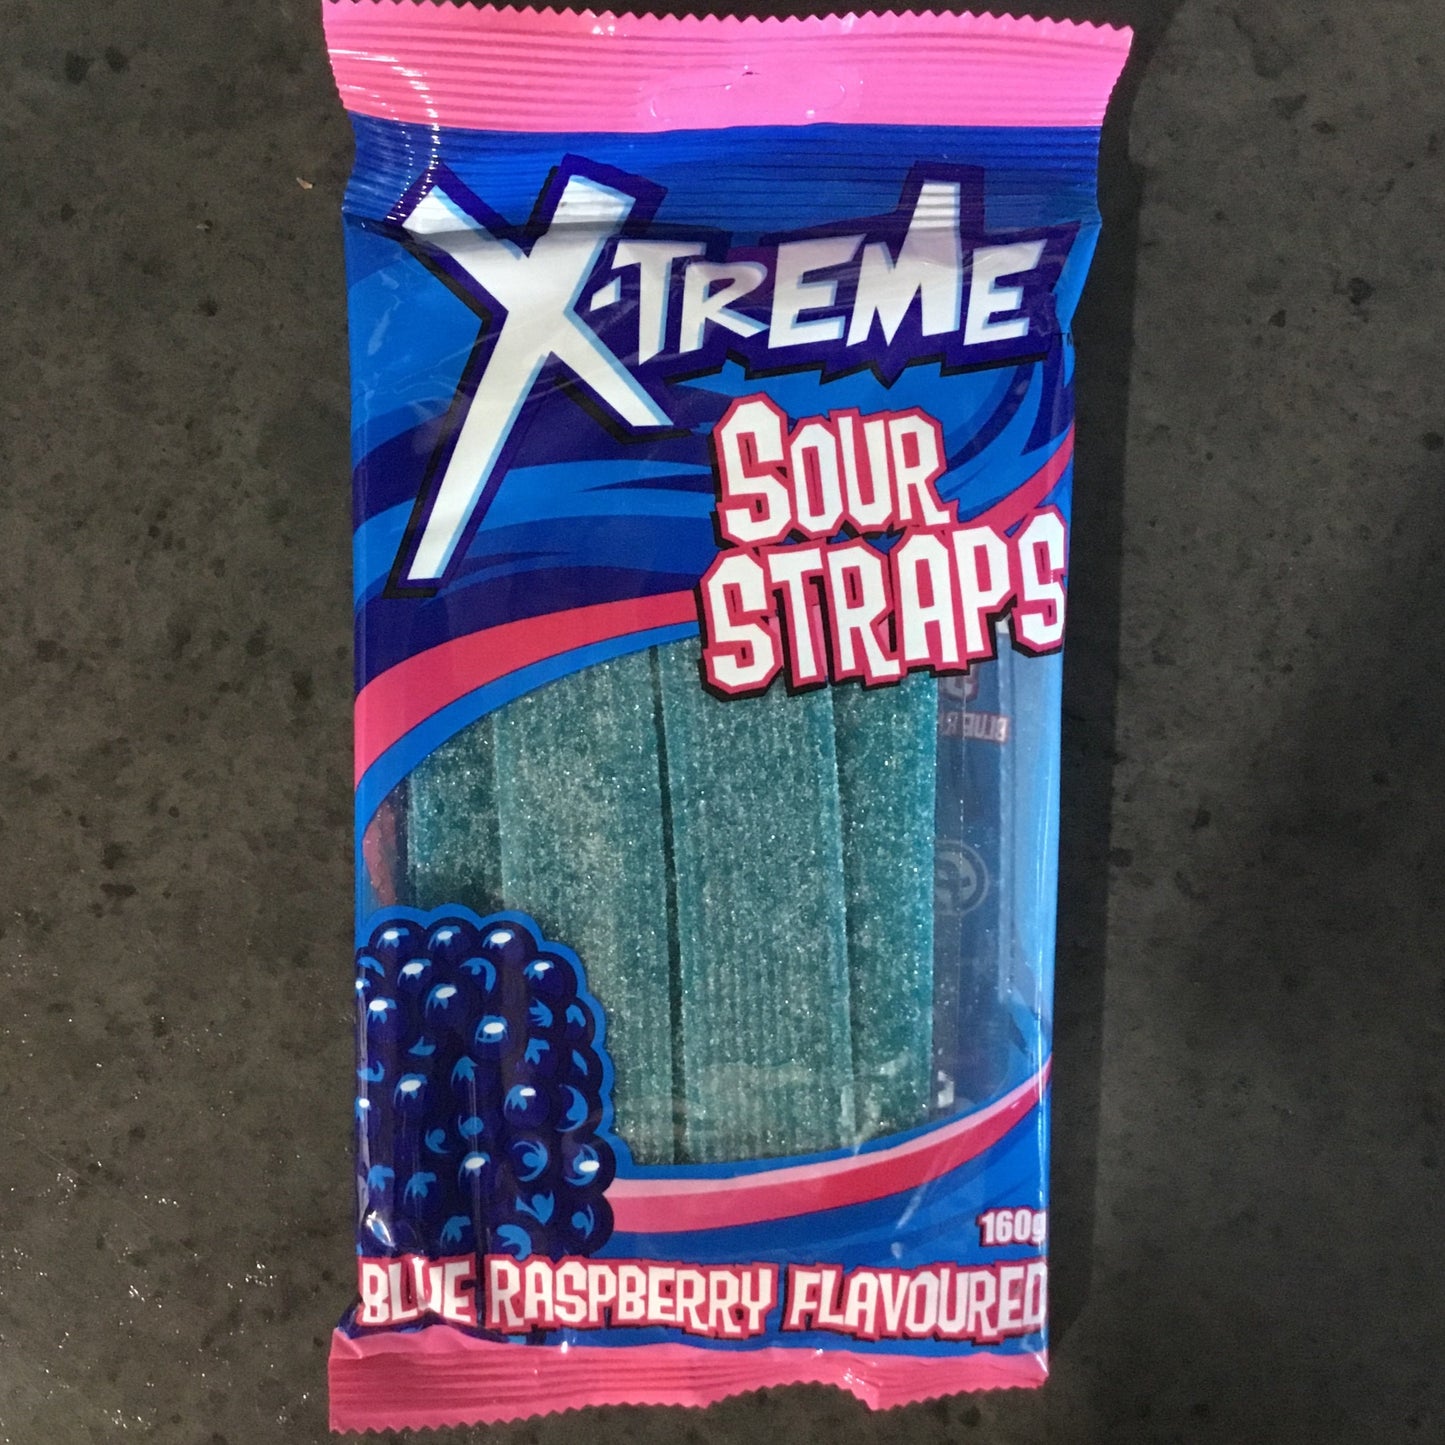 X-TREME
SOUR
STRAPS
160g
BLUE RASPBERRY FLAVOURED